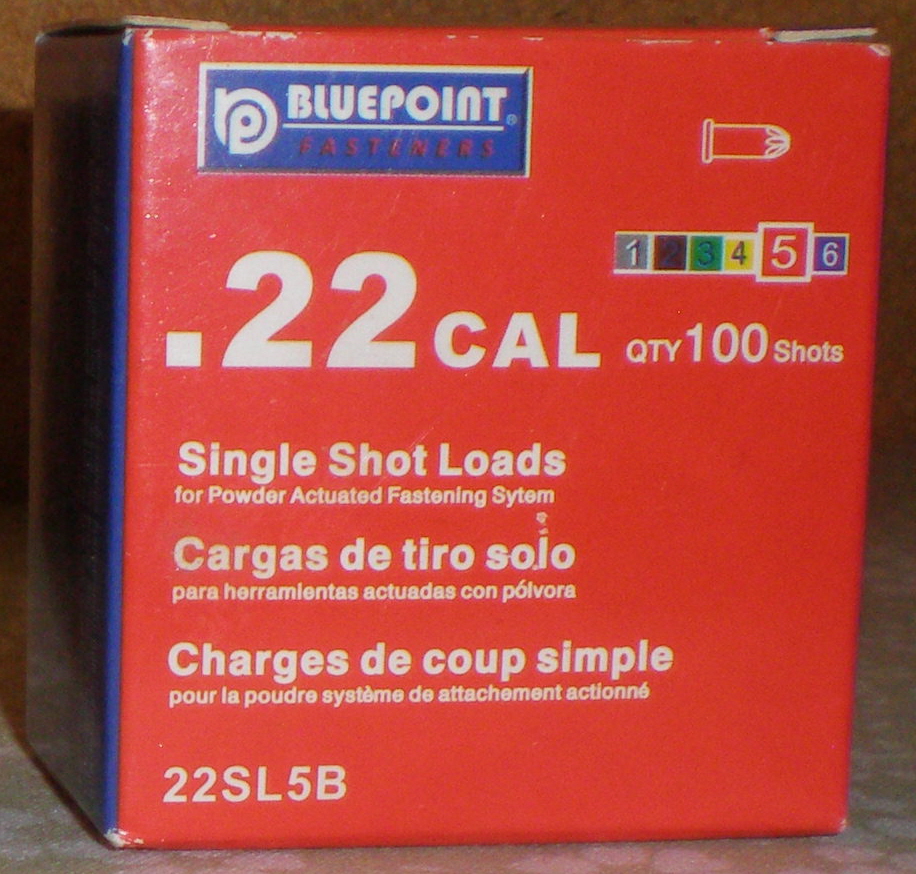 BLUEPOINT®
FASTENERS
1 2 3 4 5 6
.22 CAL QTY 100 Shots
Single Shot Loads
for Powder Actuated Fastening Sytem
Cargas de tiro solo
para herramientas actuadas con pólvora
Charges de coup simple
pour la poudre système de attachement actionné
22SL5B